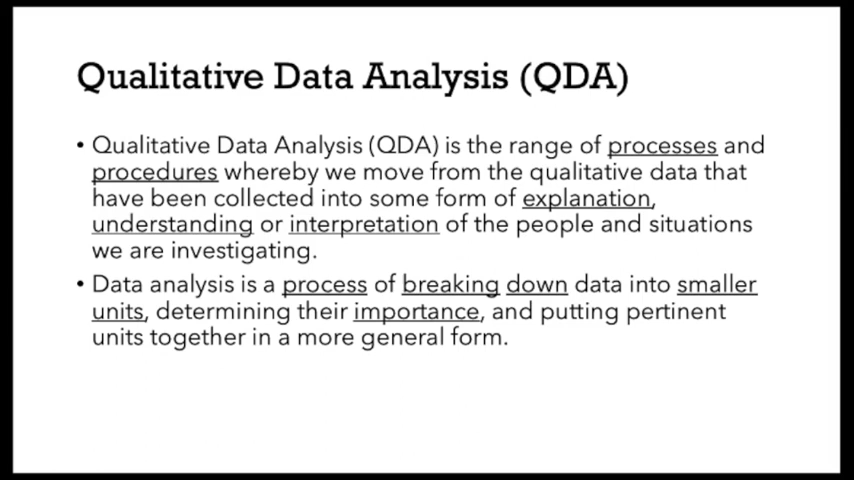 Qualitative Data Analysis (QDA)
• Qualitative Data Analysis (QDA) is the range of processes and
procedures whereby we move from the qualitative data that
have been collected into some form of explanation,
understanding or interpretation of the people and situations
we are investigating.
• Data analysis is a process of breaking down data into smaller
units, determining their importance, and putting pertinent
units together in a more general form.